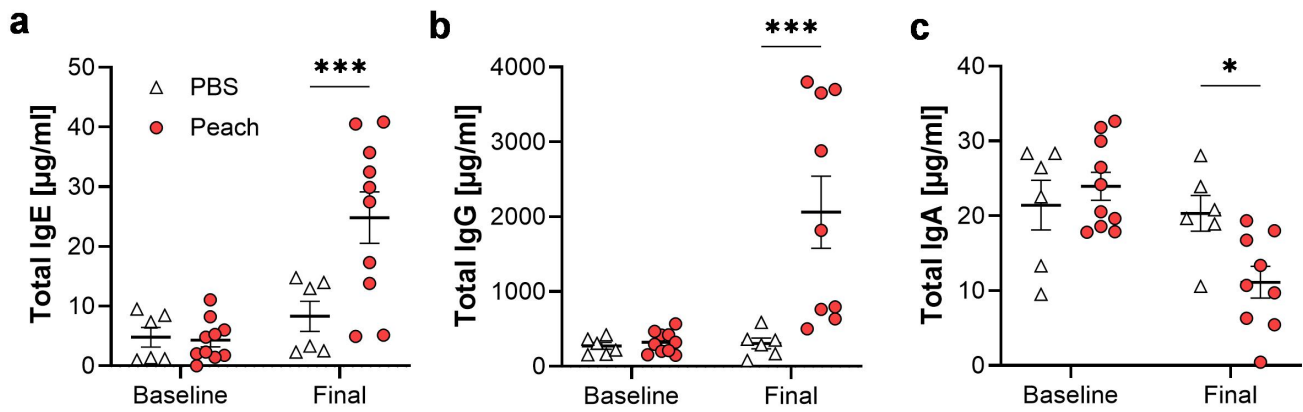 a
Total IgE [µg/ml]
50
40
30
20
10
0
PBS
Peach
***
Baseline
Final
b
Total IgG [µg/ml]
4000
3000
2000
1000
0
***
Baseline
Final
c
Total IgA [µg/ml]
40
30
20
10
0
*
Baseline
Final